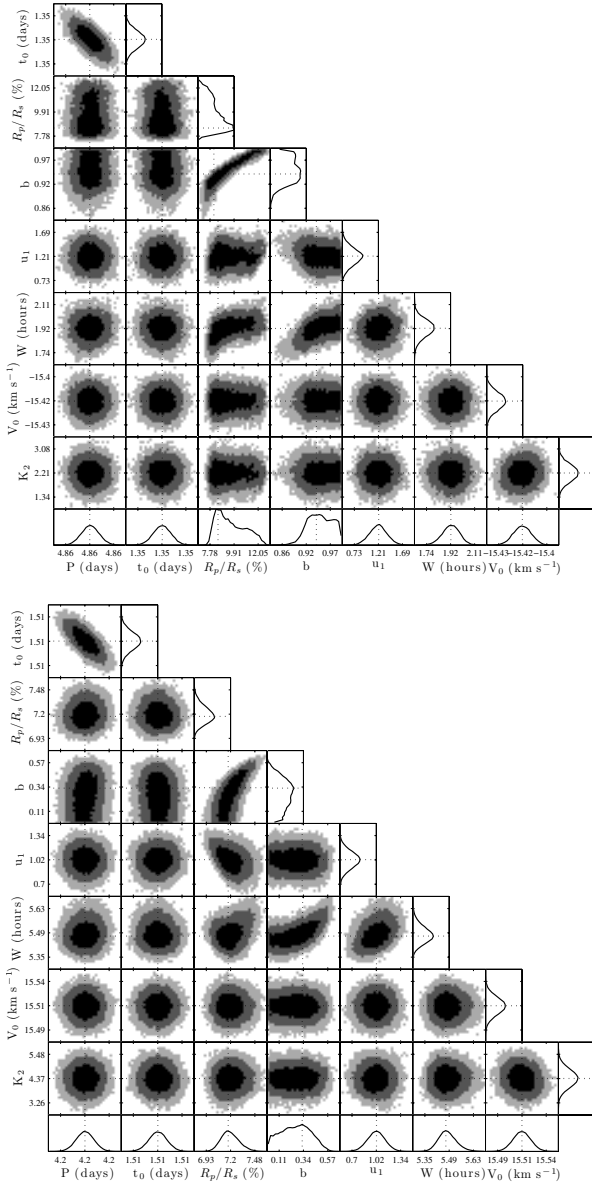 t₀ (days)
1.35
1.35
1.35
R_p/R_s (%)
12.05
9.91
7.78
b
0.97
0.92
0.86
u₁
1.69
1.21
0.73
W (hours)
2.11
1.92
1.74
V₀ (km s⁻¹)
−15.4
−15.42
−15.43
K₂
3.08
2.21
1.34
4.86 4.86 4.86 1.35 1.35 1.35 7.78 9.91 12.05 0.86 0.92 0.97 0.73 1.21 1.69 1.74 1.92 2.11 −15.43 −15.42 −15.4
P (days) t₀ (days) R_p/R_s (%) b u₁ W (hours) V₀ (km s⁻¹)
t₀ (days)
1.51
1.51
1.51
R_p/R_s (%)
7.48
7.2
6.93
b
0.57
0.34
0.11
u₁
1.34
1.02
0.7
W (hours)
5.63
5.49
5.35
V₀ (km s⁻¹)
15.54
15.51
15.49
K₂
5.48
4.37
3.26
4.2 4.2 4.2 1.51 1.51 1.51 6.93 7.2 7.48 0.11 0.34 0.57 0.7 1.02 1.34 5.35 5.49 5.63 15.49 15.51 15.54
P (days) t₀ (days) R_p/R_s (%) b u₁ W (hours) V₀ (km s⁻¹)